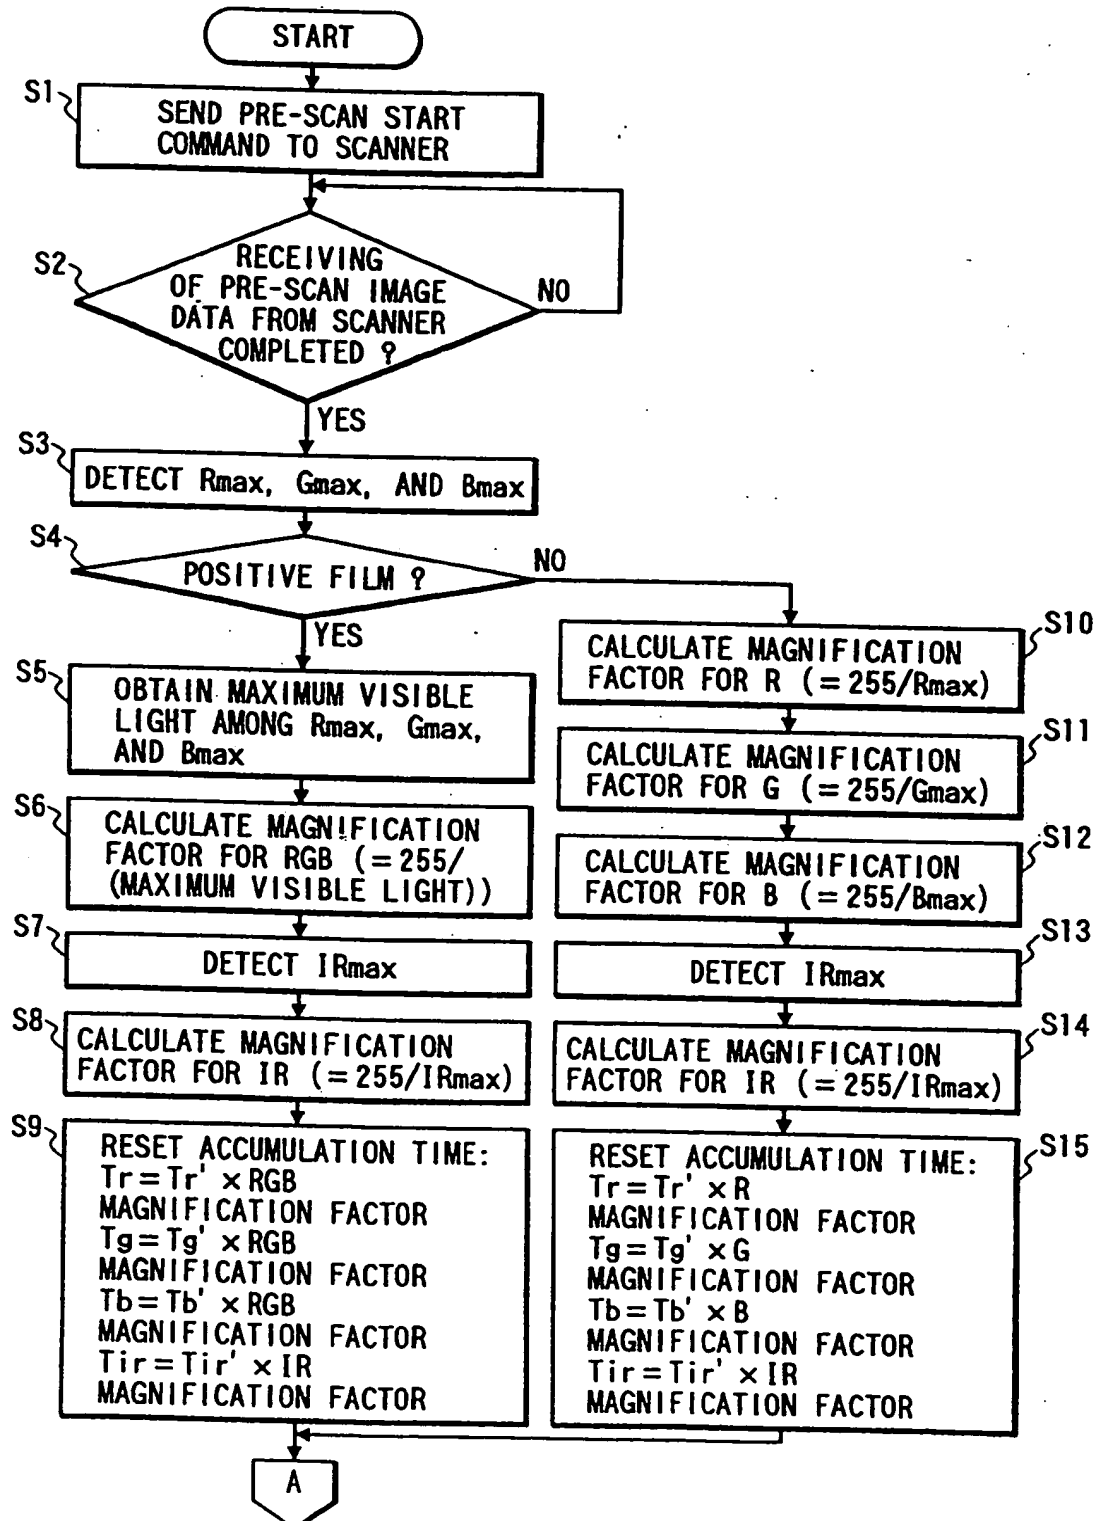 START
S1
SEND PRE-SCAN START
COMMAND TO SCANNER
S2
RECEIVING
OF PRE-SCAN IMAGE
DATA FROM SCANNER
COMPLETED ?
NO
YES
S3
DETECT Rmax, Gmax, AND Bmax
S4
POSITIVE FILM ?
NO
YES
S5
OBTAIN MAXIMUM VISIBLE
LIGHT AMONG Rmax, Gmax,
AND Bmax
S6
CALCULATE MAGNIFICATION
FACTOR FOR RGB (=255/
(MAXIMUM VISIBLE LIGHT))
S7
DETECT IRmax
S8
CALCULATE MAGNIFICATION
FACTOR FOR IR (=255/IRmax)
S9
RESET ACCUMULATION TIME:
Tr=Tr' ×RGB
MAGNIFICATION FACTOR
Tg=Tg' ×RGB
MAGNIFICATION FACTOR
Tb=Tb' ×RGB
MAGNIFICATION FACTOR
Tir=Tir' ×IR
MAGNIFICATION FACTOR
S10
CALCULATE MAGNIFICATION
FACTOR FOR R (=255/Rmax)
S11
CALCULATE MAGNIFICATION
FACTOR FOR G (=255/Gmax)
S12
CALCULATE MAGNIFICATION
FACTOR FOR B (=255/Bmax)
S13
DETECT IRmax
S14
CALCULATE MAGNIFICATION
FACTOR FOR IR (=255/IRmax)
S15
RESET ACCUMULATION TIME:
Tr=Tr' ×R
MAGNIFICATION FACTOR
Tg=Tg' ×G
MAGNIFICATION FACTOR
Tb=Tb' ×B
MAGNIFICATION FACTOR
Tir=Tir' ×IR
MAGNIFICATION FACTOR
A